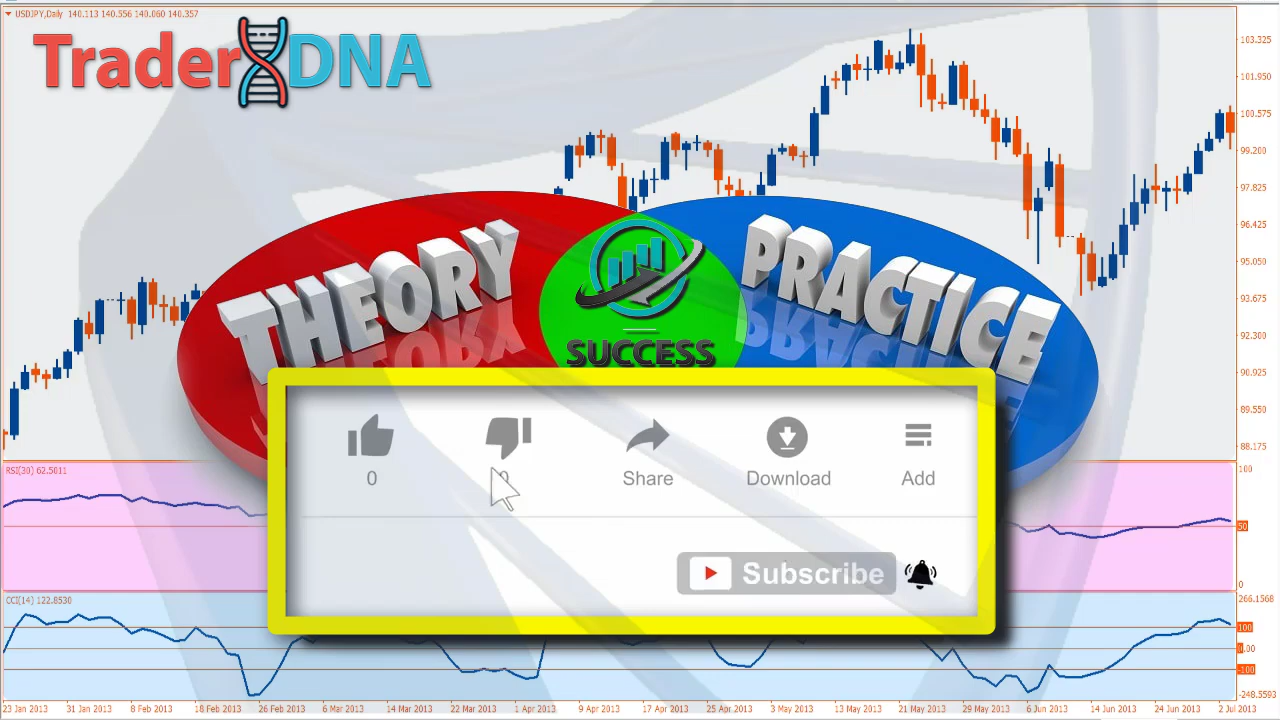 USDJPY,Daily 140.113 140.556 140.060 140.357
TraderDNA
103.325
101.950
100.575
99.200
97.825
96.425
95.050
93.675
92.300
90.925
89.550
88.175
THEORY
PRACTICE
SUCCESS
0
0
Share
Download
Add
Subscribe
RSI(30) 62.5011
100
50
0
CCI(14) 122.8530
266.1568
100
0.00
-100
-248.5593
23 Jan 2013
31 Jan 2013
8 Feb 2013
18 Feb 2013
26 Feb 2013
6 Mar 2013
14 Mar 2013
22 Mar 2013
1 Apr 2013
9 Apr 2013
17 Apr 2013
25 Apr 2013
3 May 2013
13 May 2013
21 May 2013
29 May 2013
6 Jun 2013
14 Jun 2013
24 Jun 2013
2 Jul 2013